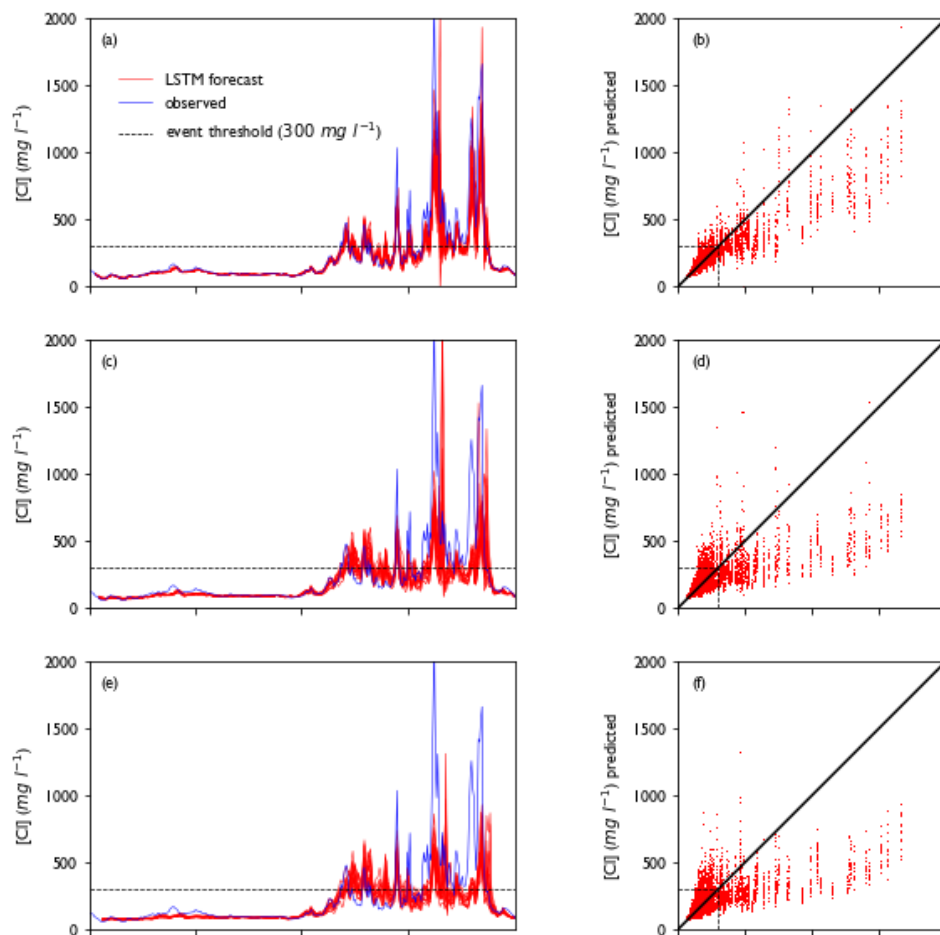 2000
(a)
LSTM forecast
observed
event threshold (300 mg l⁻¹)
1500
1000
500
0
[Cl] (mg l⁻¹)
2000
(b)
1500
1000
500
0
[Cl] (mg l⁻¹) predicted
2000
(c)
1500
1000
500
0
[Cl] (mg l⁻¹)
2000
(d)
1500
1000
500
0
[Cl] (mg l⁻¹) predicted
2000
(e)
1500
1000
500
0
[Cl] (mg l⁻¹)
2000
(f)
1500
1000
500
0
[Cl] (mg l⁻¹) predicted